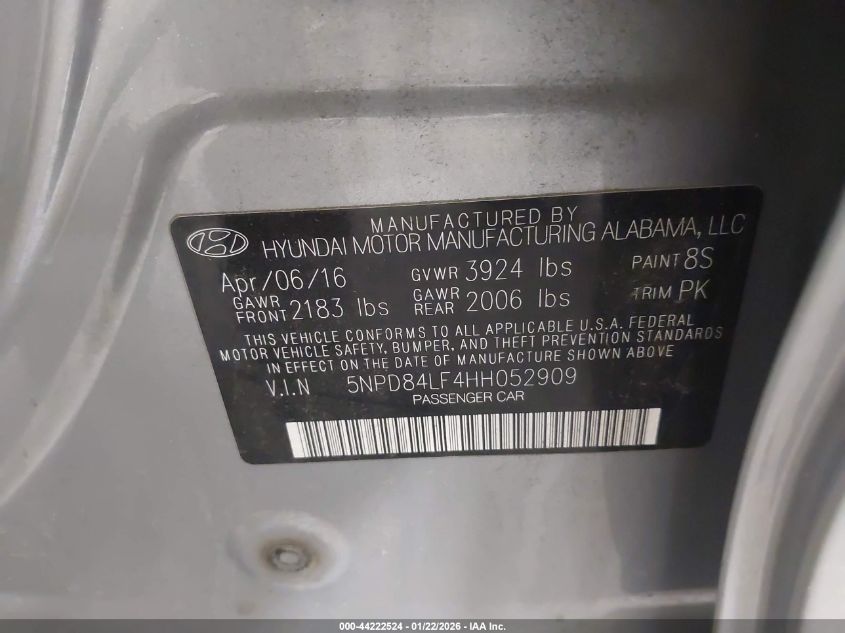 MANUFACTURED BY
HYUNDAI MOTOR MANUFACTURING ALABAMA, LLC
Apr/06/16 GVWR 3924 lbs PAINT 8S
GAWR FRONT 2183 lbs GAWR REAR 2006 lbs TRIM PK
THIS VEHICLE CONFORMS TO ALL APPLICABLE U.S.A. FEDERAL
MOTOR VEHICLE SAFETY, BUMPER, AND THEFT PREVENTION STANDARDS
IN EFFECT ON THE DATE OF MANUFACTURE SHOWN ABOVE
V.I.N 5NPD84LF4HH052909
PASSENGER CAR
000-44222524 - 01/22/2026 - IAA Inc.